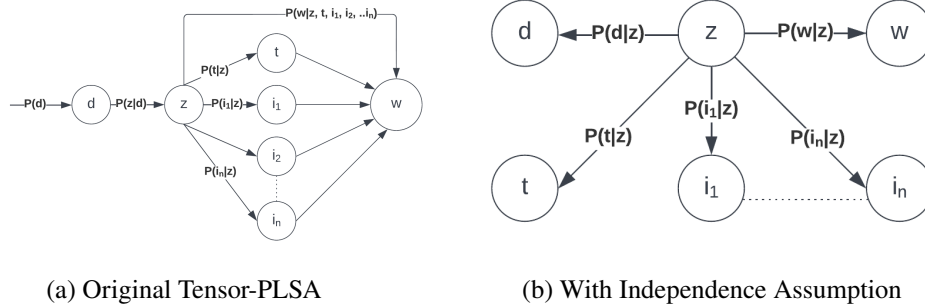 P(w|z, t, i₁, i₂, ..iₙ)
t
P(t|z)
P(d)
d
P(z|d)
z
P(i₁|z)
i₁
w
i₂
P(iₙ|z)
iₙ
d
P(d|z)
z
P(w|z)
w
P(i₁|z)
P(t|z)
P(iₙ|z)
t
i₁
iₙ
(a) Original Tensor-PLSA
(b) With Independence Assumption